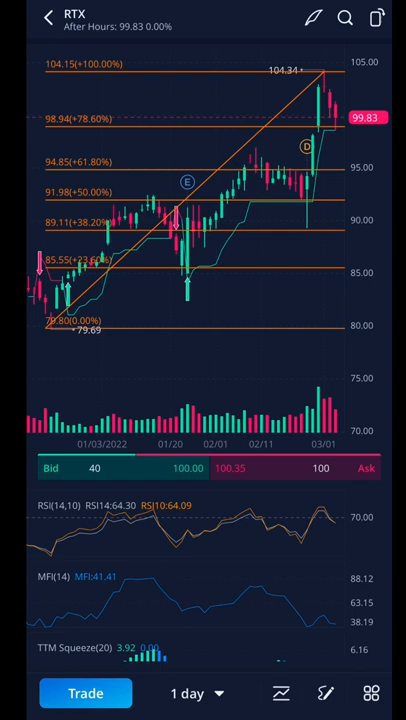 RTX
After Hours: 99.83 0.00%
104.15(+100.00%)
104.34
105.00
98.94(+78.60%)
99.83
D
94.85(+61.80%)
95.00
E
91.98(+50.00%)
90.00
89.11(+38.20%)
85.55(+23.60%)
85.00
79.80(0.00%)
79.69
80.00
75.00
70.00
01/03/2022 01/20 02/01 02/11 03/01
Bid 40 100.00 100.35 100 Ask
RSI(14,10) RSI14:64.30 RSI10:64.09
70.00
MFI(14) MFI:41.41
88.12
63.15
38.19
TTM Squeeze(20) 3.92 0.00
6.16
Trade 1 day